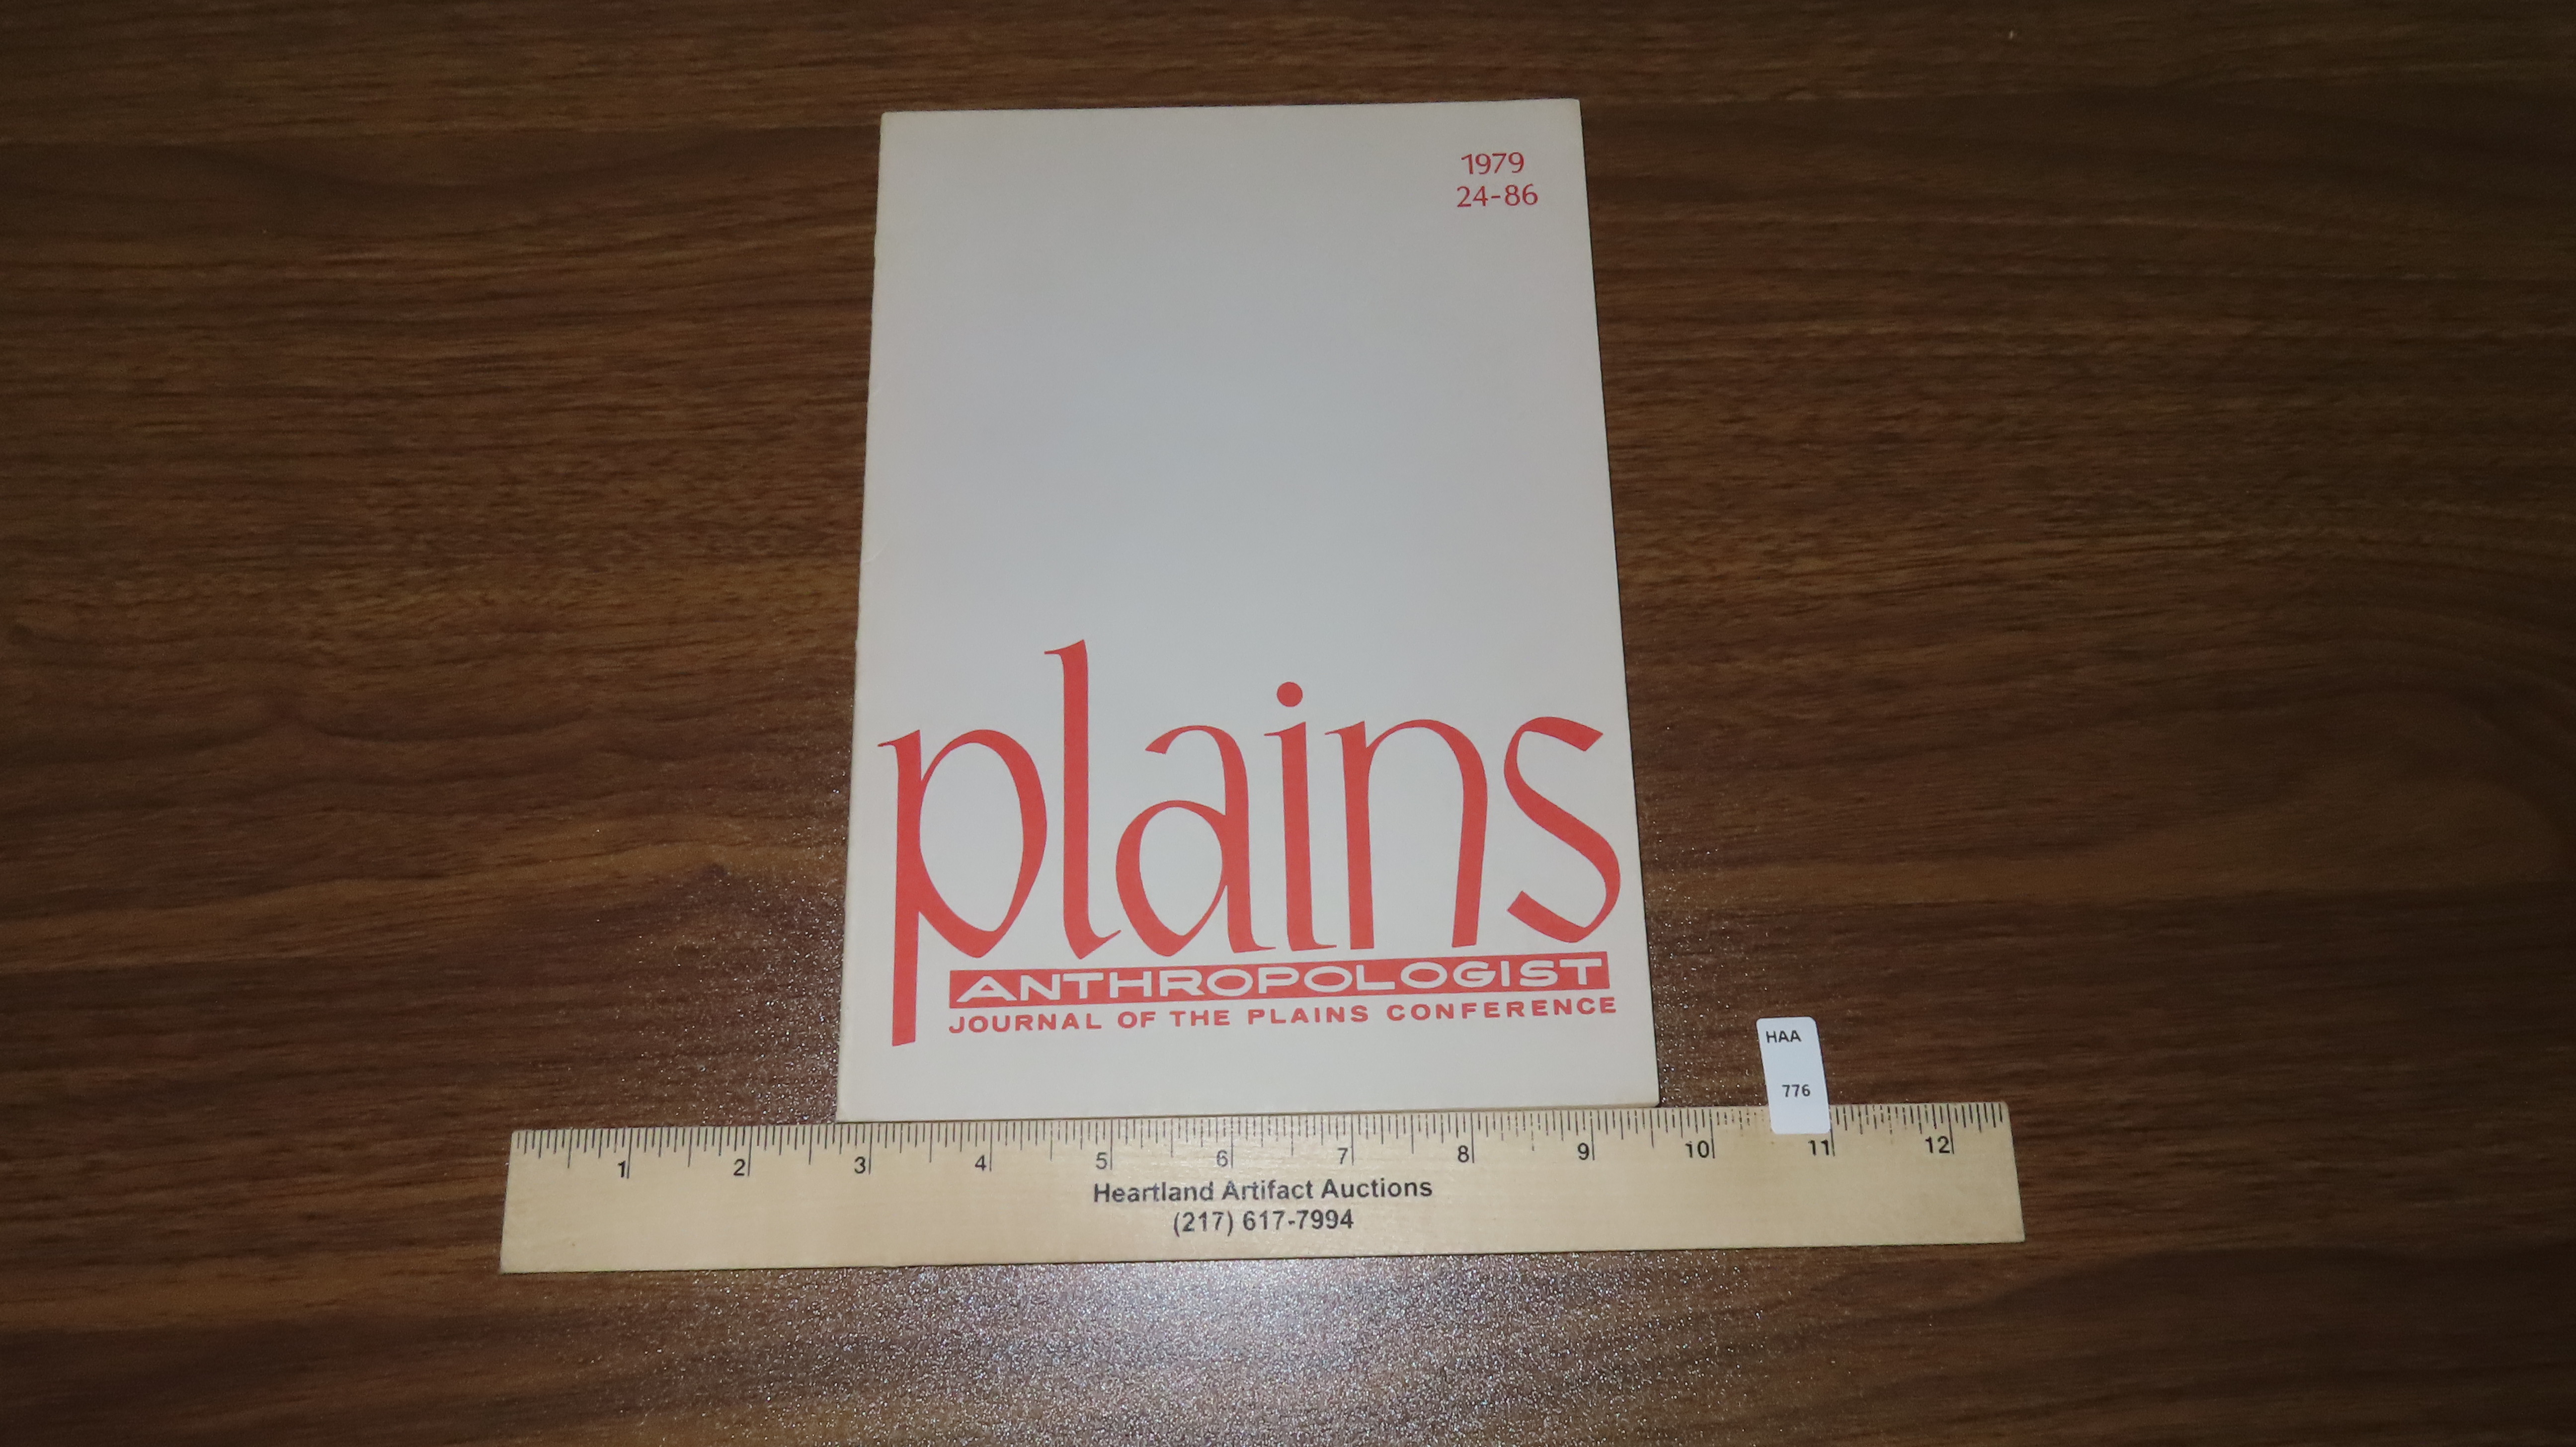 1979
24-86
plains
ANTHROPOLOGIST
JOURNAL OF THE PLAINS CONFERENCE
HAA
776
1 2 3 4 5 6 7 8 9 10 11 12
Heartland Artifact Auctions
(217) 617-7994